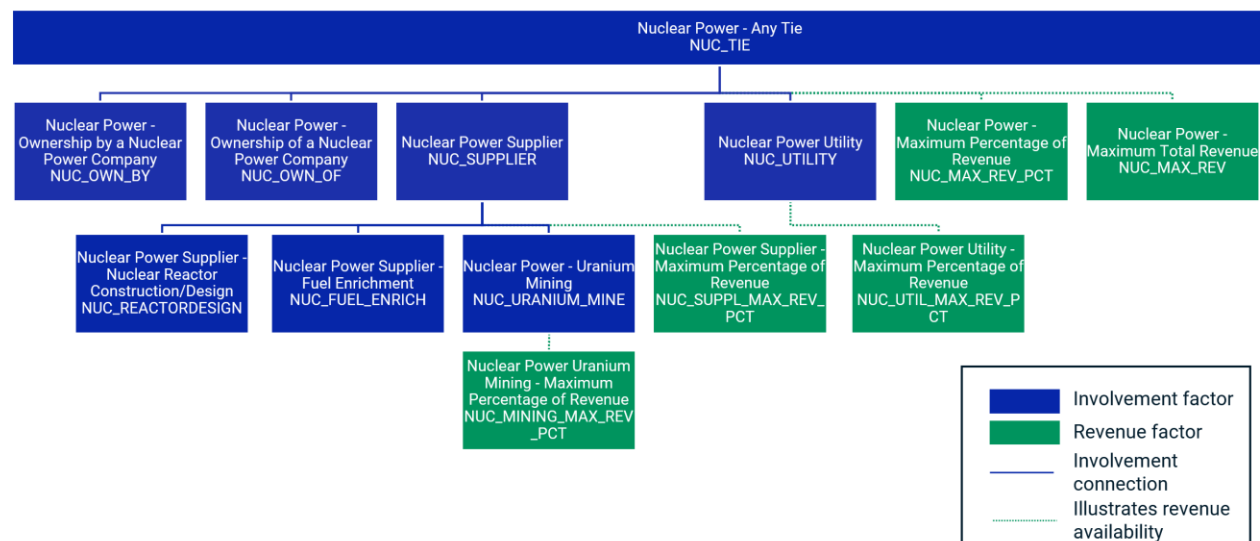 Nuclear Power - Any Tie
NUC_TIE
Nuclear Power -
Ownership by a Nuclear
Power Company
NUC_OWN_BY
Nuclear Power -
Ownership of a Nuclear
Power Company
NUC_OWN_OF
Nuclear Power Supplier
NUC_SUPPLIER
Nuclear Power Utility
NUC_UTILITY
Nuclear Power -
Maximum Percentage of
Revenue
NUC_MAX_REV_PCT
Nuclear Power -
Maximum Total Revenue
NUC_MAX_REV
Nuclear Power Supplier -
Nuclear Reactor
Construction/Design
NUC_REACTORDESIGN
Nuclear Power Supplier -
Fuel Enrichment
NUC_FUEL_ENRICH
Nuclear Power - Uranium
Mining
NUC_URANIUM_MINE
Nuclear Power Supplier -
Maximum Percentage of
Revenue
NUC_SUPPL_MAX_REV_
PCT
Nuclear Power Utility -
Maximum Percentage of
Revenue
NUC_UTIL_MAX_REV_P
CT
Nuclear Power Uranium
Mining - Maximum
Percentage of Revenue
NUC_MINING_MAX_REV
_PCT
Involvement factor
Revenue factor
Involvement
connection
Illustrates revenue
availability